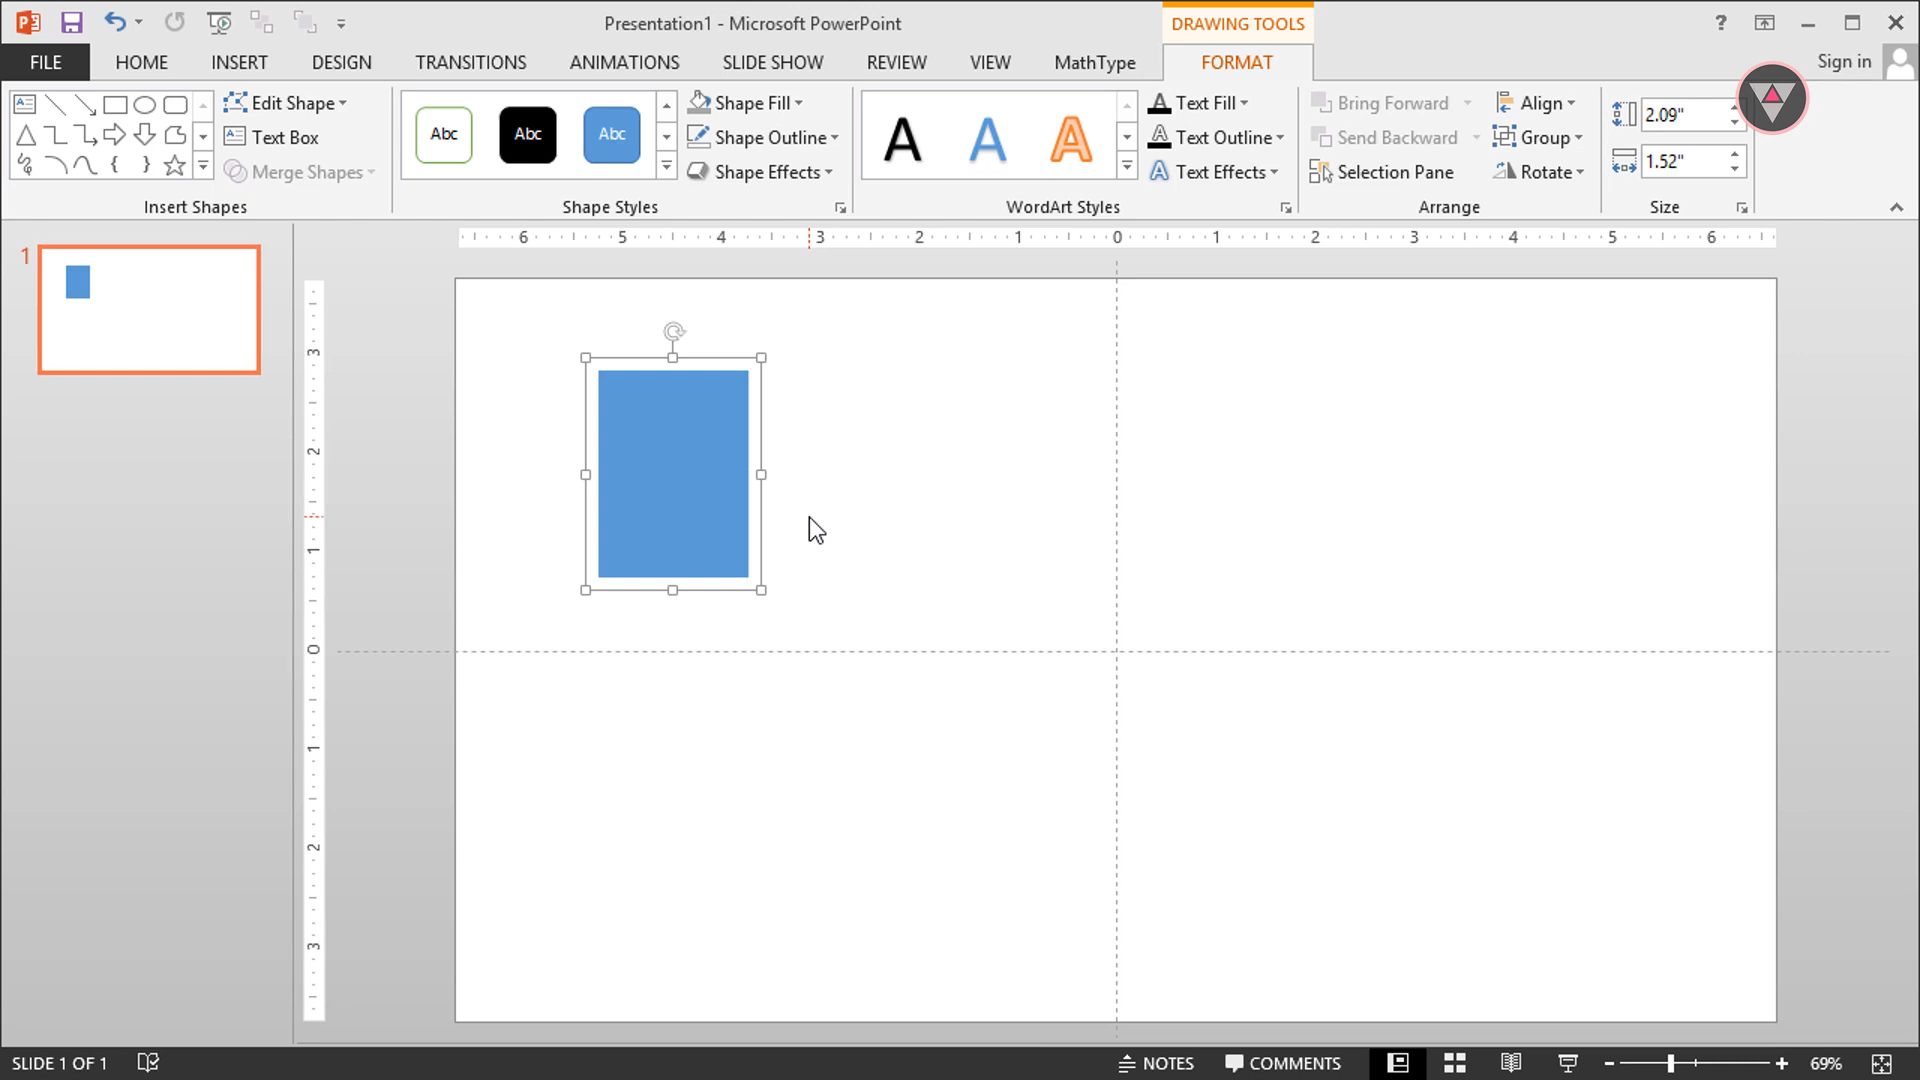 Presentation1 - Microsoft PowerPoint
DRAWING TOOLS
?
FILE
HOME
INSERT
DESIGN
TRANSITIONS
ANIMATIONS
SLIDE SHOW
REVIEW
VIEW
MathType
FORMAT
Sign in
Edit Shape
Text Box
Merge Shapes
Insert Shapes
Abc
Abc
Abc
Shape Fill
Shape Outline
Shape Effects
Shape Styles
A
A
A
Text Fill
Text Outline
Text Effects
WordArt Styles
Bring Forward
Send Backward
Selection Pane
Align
Group
Rotate
Arrange
2.09"
1.52"
Size
6 5 4 3 2 1 0 1 2 3 4 5 6
1
3
2
1
0
1
2
3
SLIDE 1 OF 1
NOTES
COMMENTS
69%